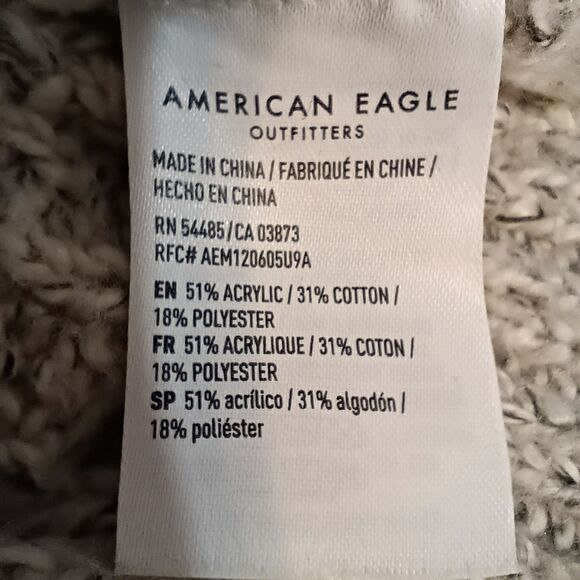 AMERICAN EAGLE
OUTFITTERS
MADE IN CHINA / FABRIQUÉ EN CHINE /
HECHO EN CHINA
RN 54485/CA 03873
RFC# AEM120605U9A
EN 51% ACRYLIC / 31% COTTON /
18% POLYESTER
FR 51% ACRYLIQUE / 31% COTON /
18% POLYESTER
SP 51% acrílico / 31% algodón /
18% poliéster